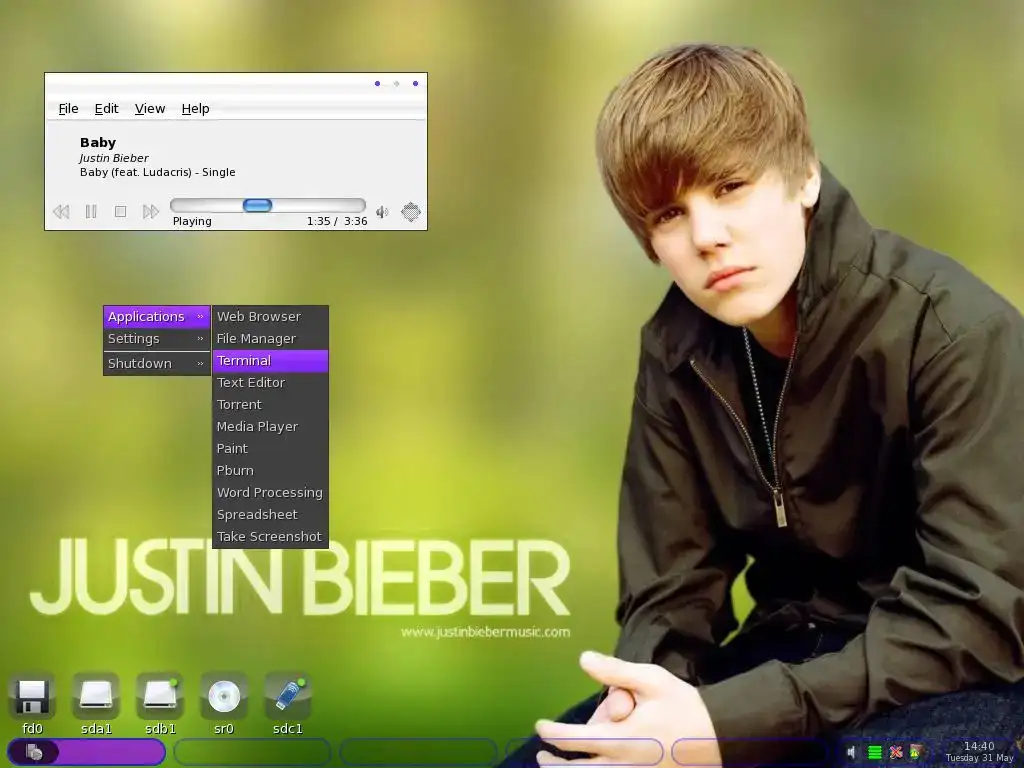 File Edit View Help
Baby
Justin Bieber
Baby (feat. Ludacris) - Single
Playing 1:35 / 3:36
Applications
Settings
Shutdown
Web Browser
File Manager
Terminal
Text Editor
Torrent
Media Player
Paint
Pburn
Word Processing
Spreadsheet
Take Screenshot
JUSTIN BIEBER
www.justinbiebermusic.com
fd0 sda1 sdb1 sr0 sdc1
14:40
Tuesday 31 May